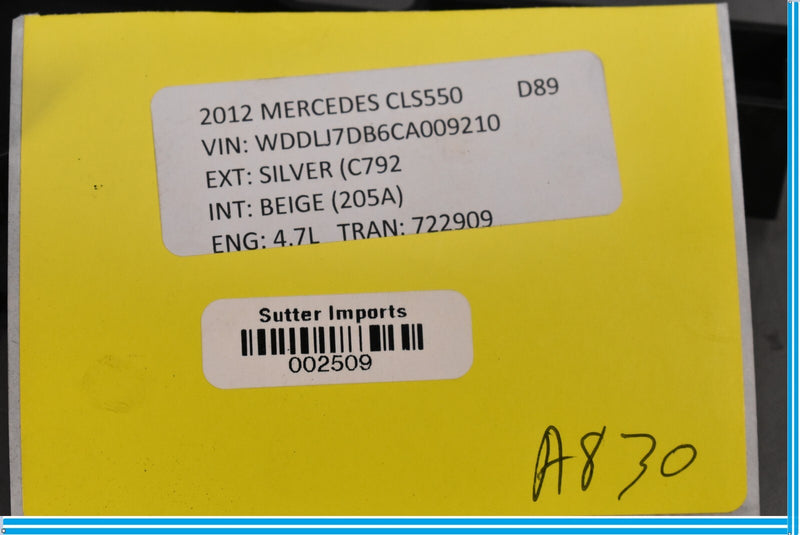 2012 MERCEDES CLS550 D89
VIN: WDDLJ7DB6CA009210
EXT: SILVER (C792
INT: BEIGE (205A)
ENG: 4.7L TRAN: 722909
Sutter Imports
002509
A830